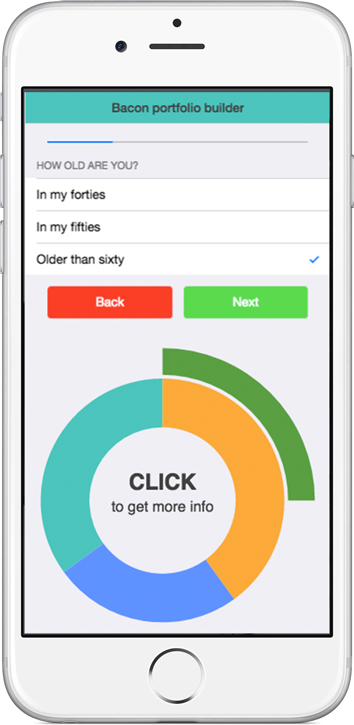 Bacon portfolio builder
HOW OLD ARE YOU?
In my forties
In my fifties
Older than sixty
Back Next
CLICK
to get more info